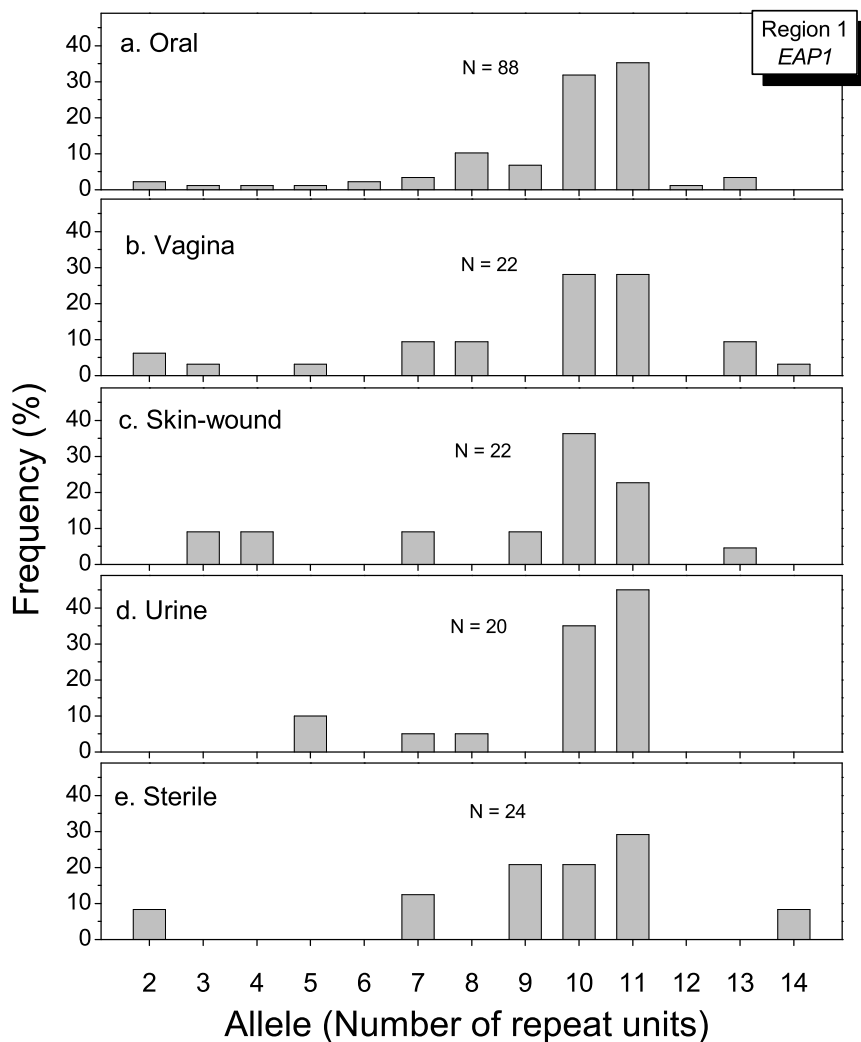 Region 1
EAP1
a. Oral
N = 88
40
30
20
10
0
b. Vagina
N = 22
40
30
20
10
0
c. Skin-wound
N = 22
40
30
20
10
0
d. Urine
N = 20
40
30
20
10
0
e. Sterile
N = 24
40
30
20
10
0
Frequency (%)
2 3 4 5 6 7 8 9 10 11 12 13 14
Allele (Number of repeat units)